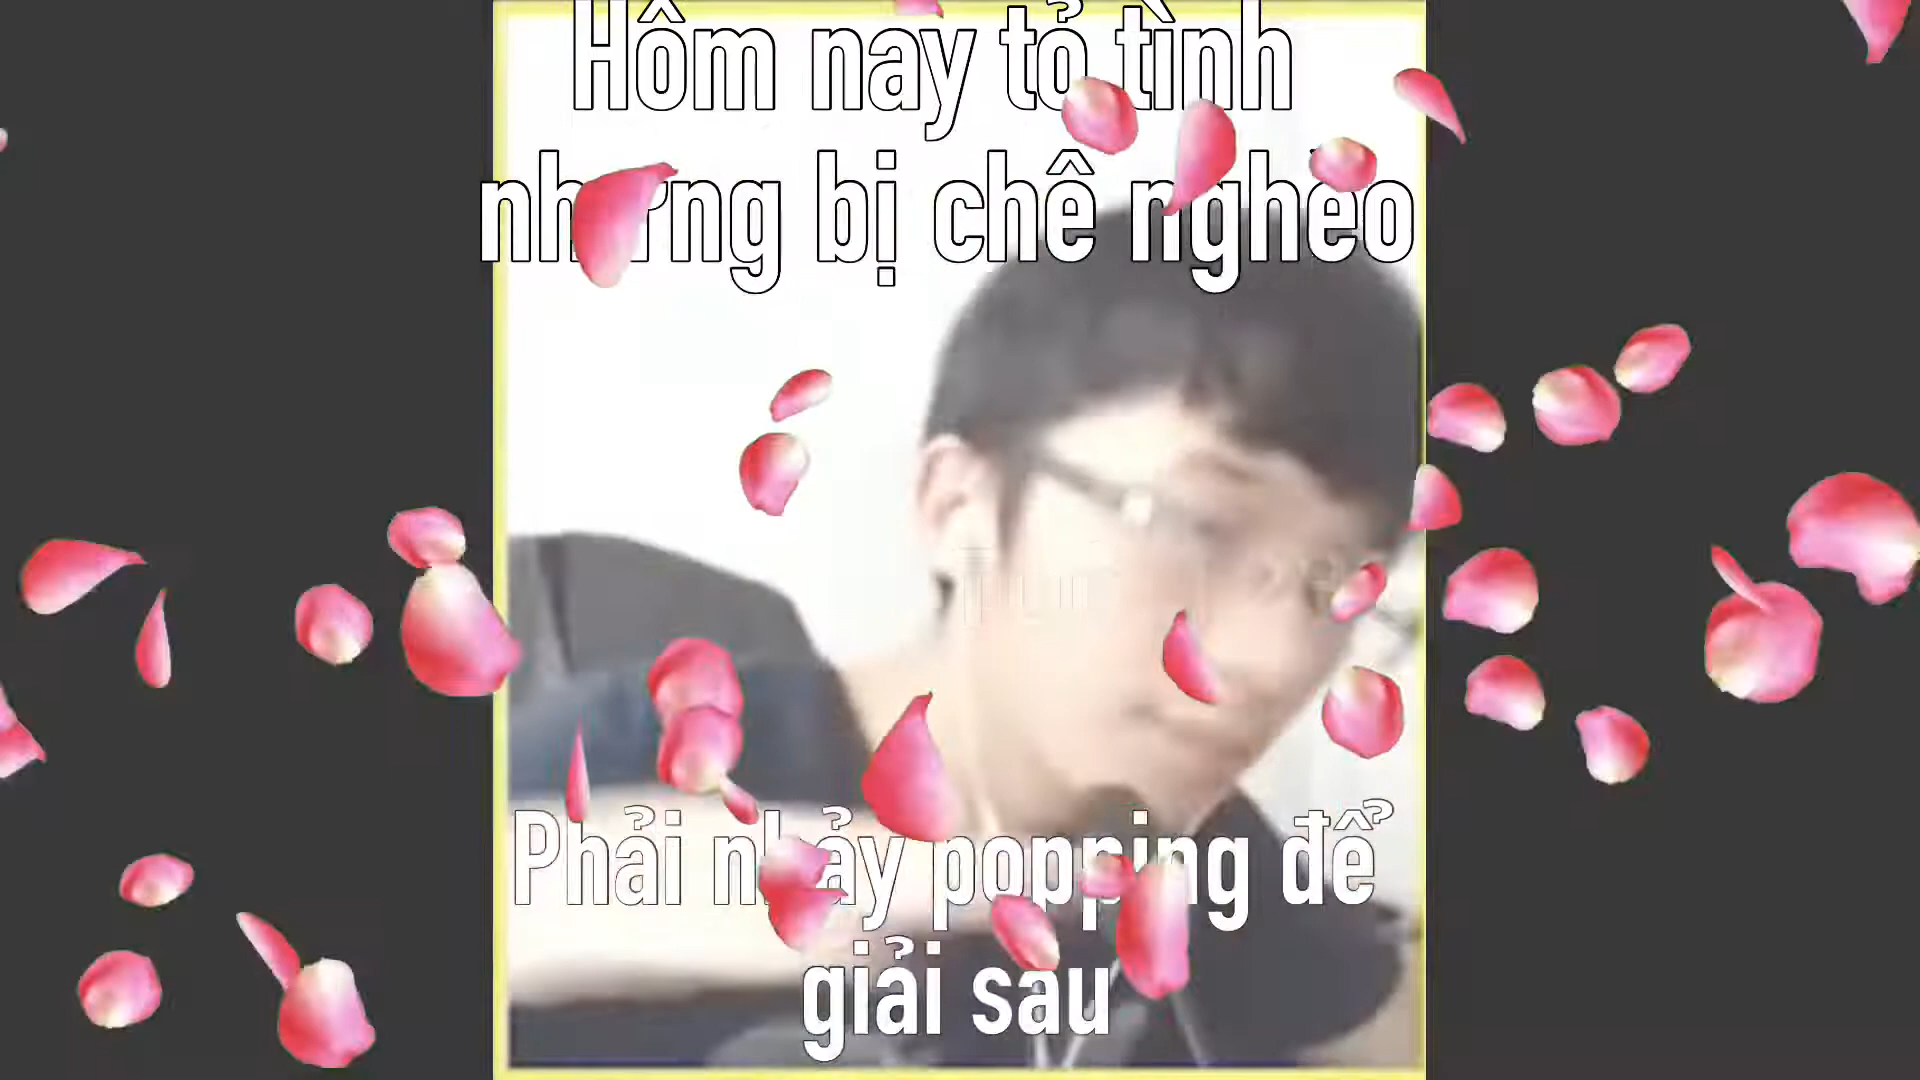 Hôm nay tỏ tình
nhưng bị chê nghèo
Phải nhảy popping để
giải sau